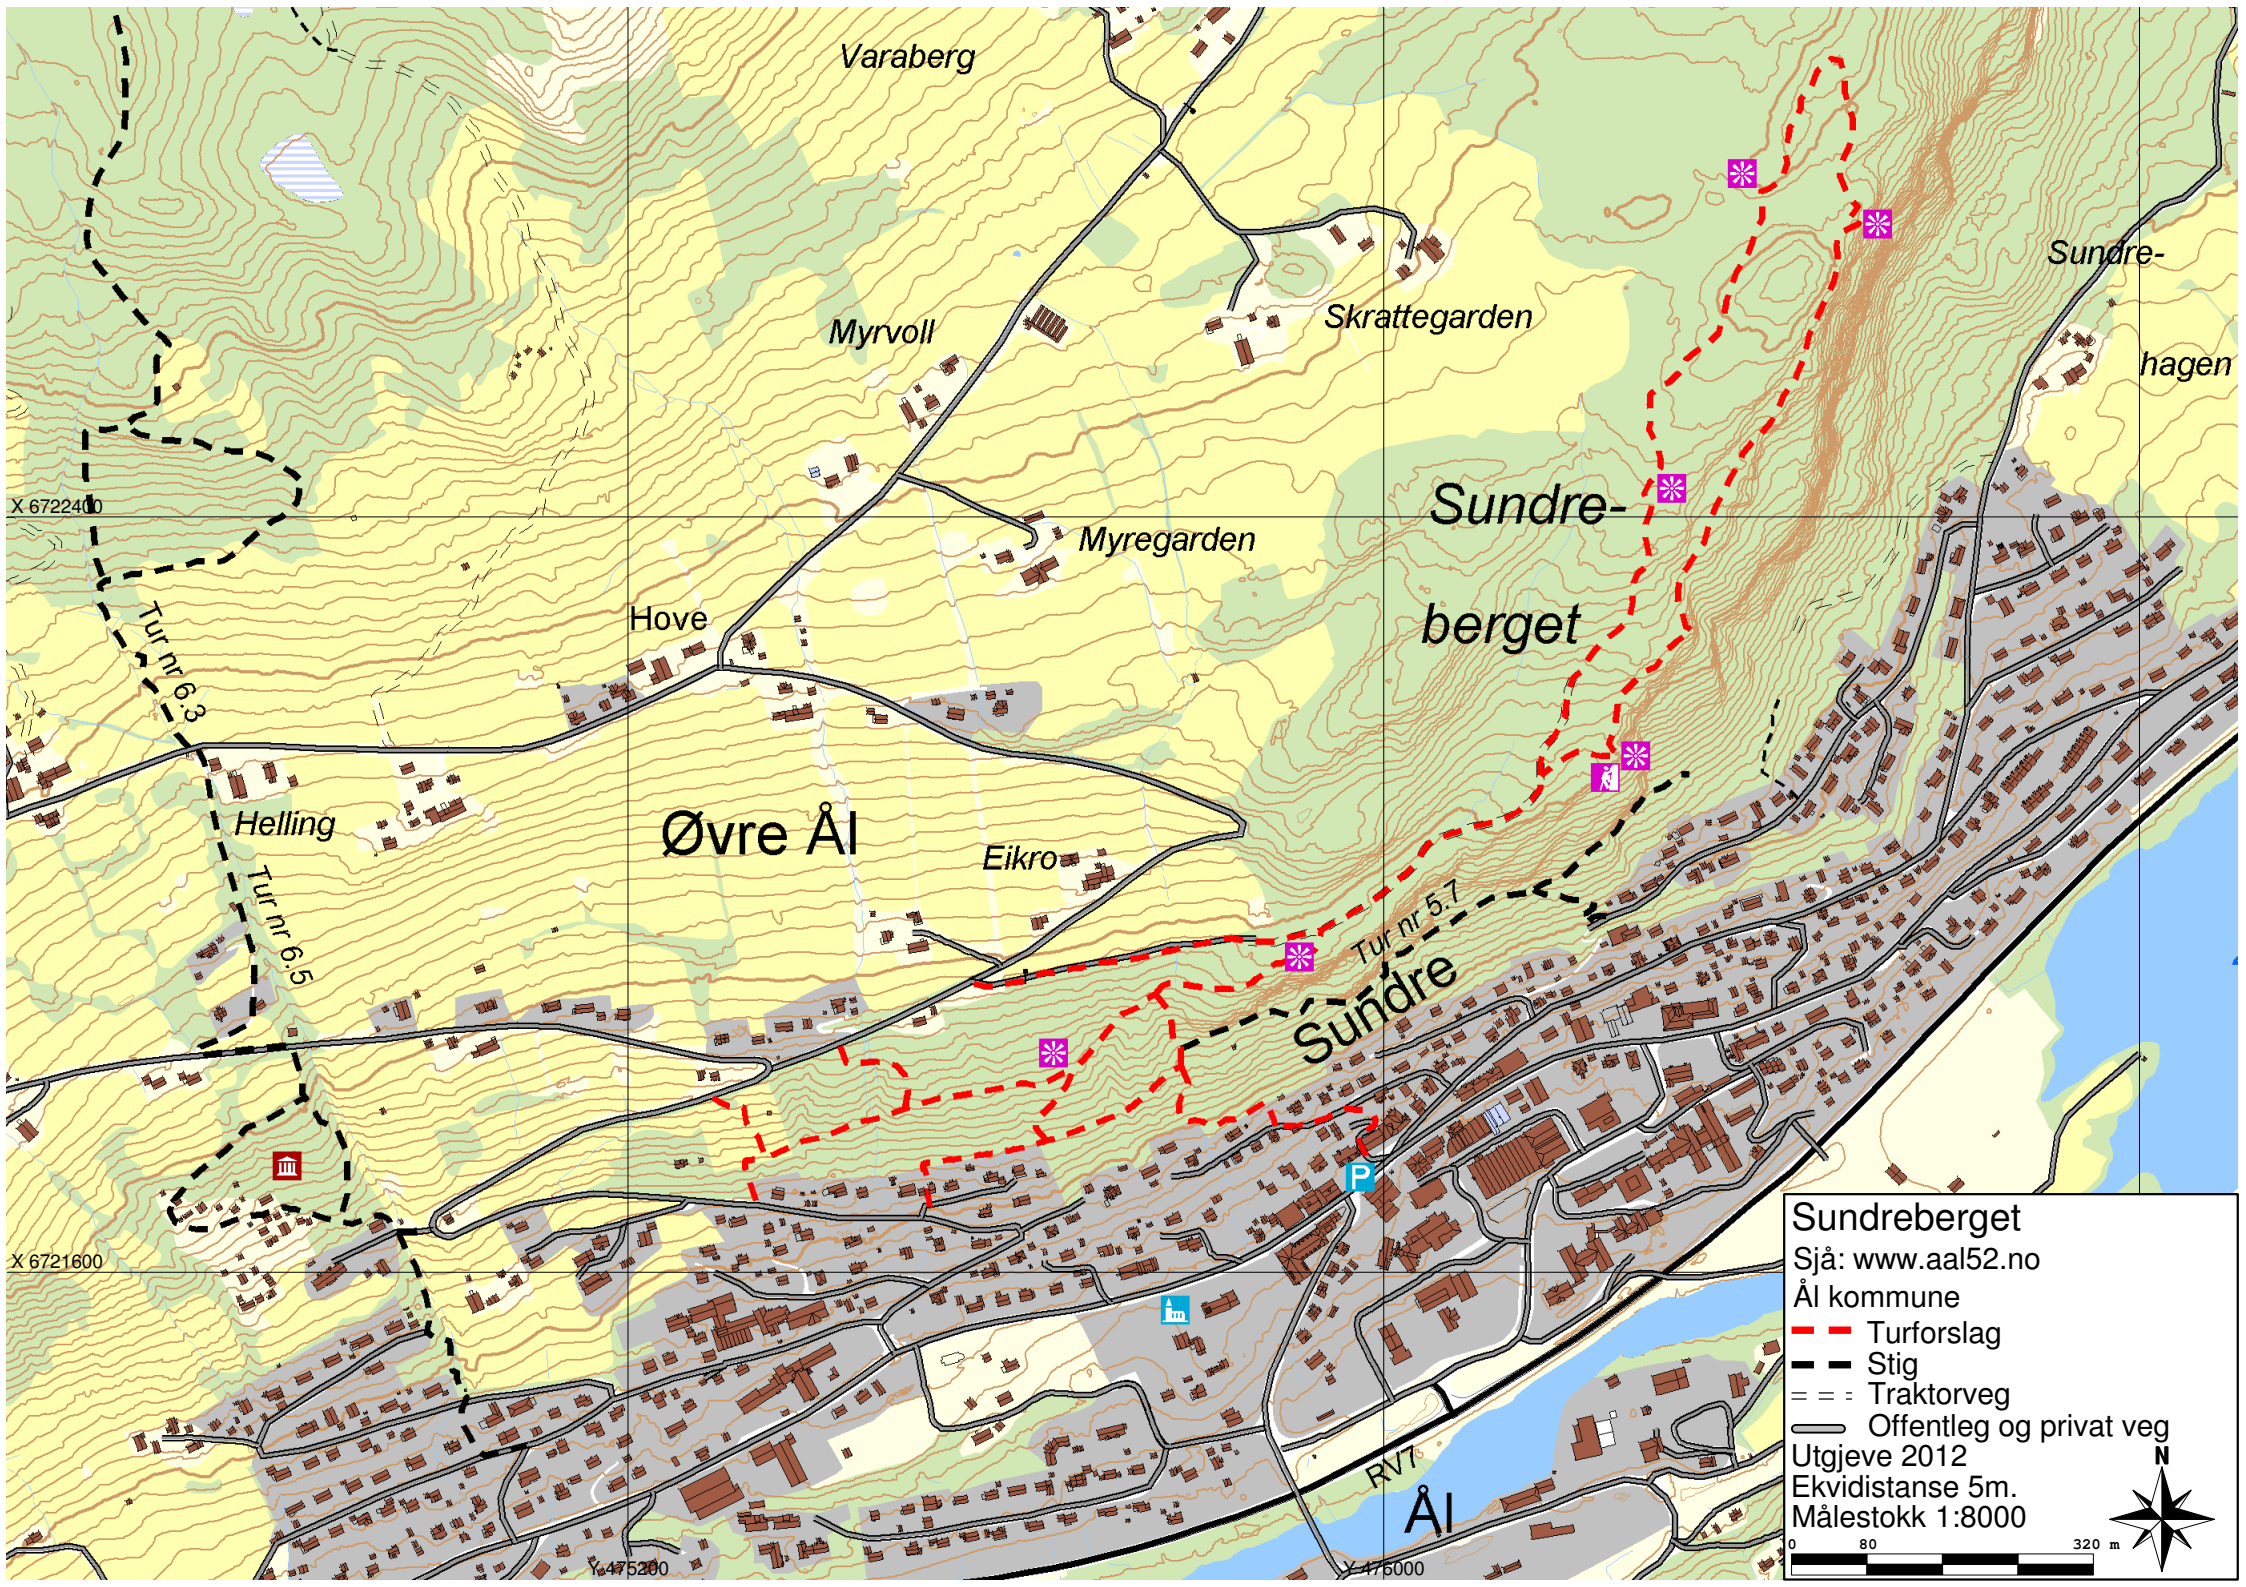 Varaberg
Sundre-
hagen
Myrvoll
Skrattegarden
X 6722400
Sundre-
berget
Myregarden
Hove
Tur nr 6.3
Helling
Øvre Ål
Eikro
Tur nr 6.5
Tur nr 5.7
Sundre
P
X 6721600
RV7
Ål
Y 475200
Y 476000
Sundreberget
Sjå: www.aal52.no
Ål kommune
Turforslag
Stig
Traktorveg
Offentleg og privat veg
Utgjeve 2012
N
Ekvidistanse 5m.
Målestokk 1:8000
0 80 320 m